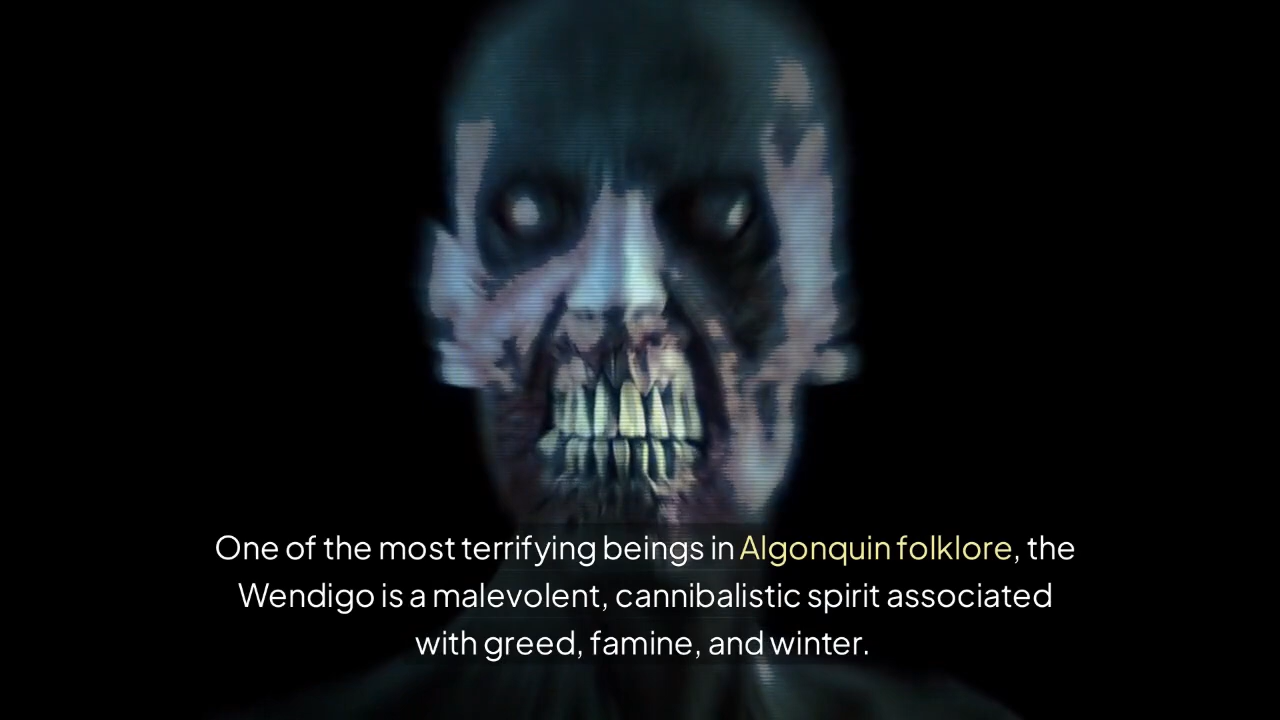 One of the most terrifying beings in Algonquin folklore, the
Wendigo is a malevolent, cannibalistic spirit associated
with greed, famine, and winter.